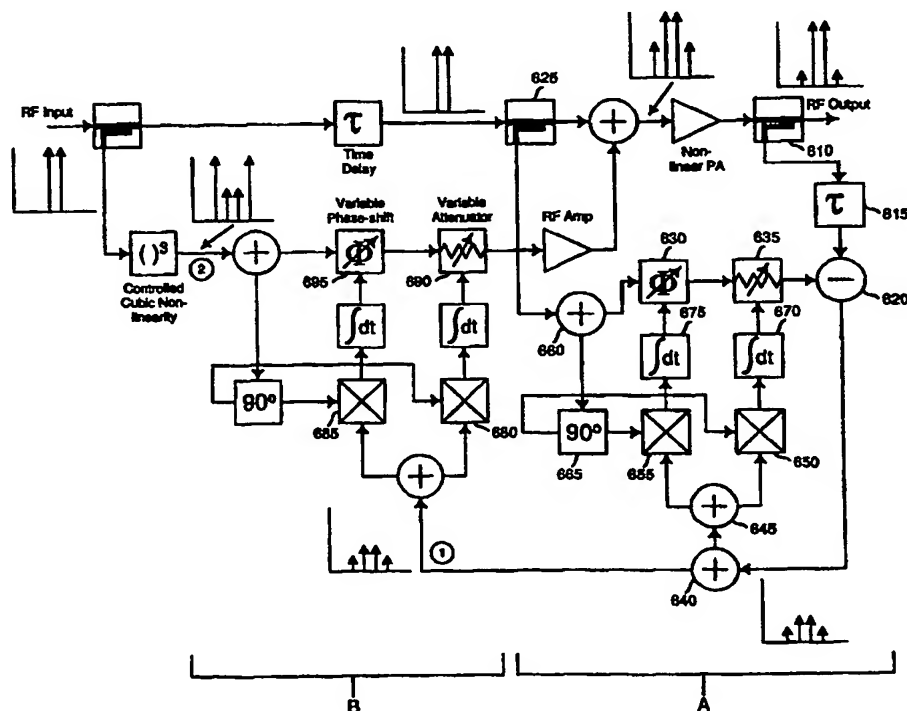 625
RF Input
τ
Time
Delay
+
Non-
linear PA
RF Output
610
τ
615
( )³
Controlled
Cubic Non-
linearity
2
+
Variable
Phase-shift
Φ
695
Variable
Attenuator
690
RF Amp
630
Φ
635
−
620
∫dt
∫dt
+
660
675
∫dt
670
∫dt
90°
685
680
90°
665
655
650
+
+
645
1
+
640
B
A